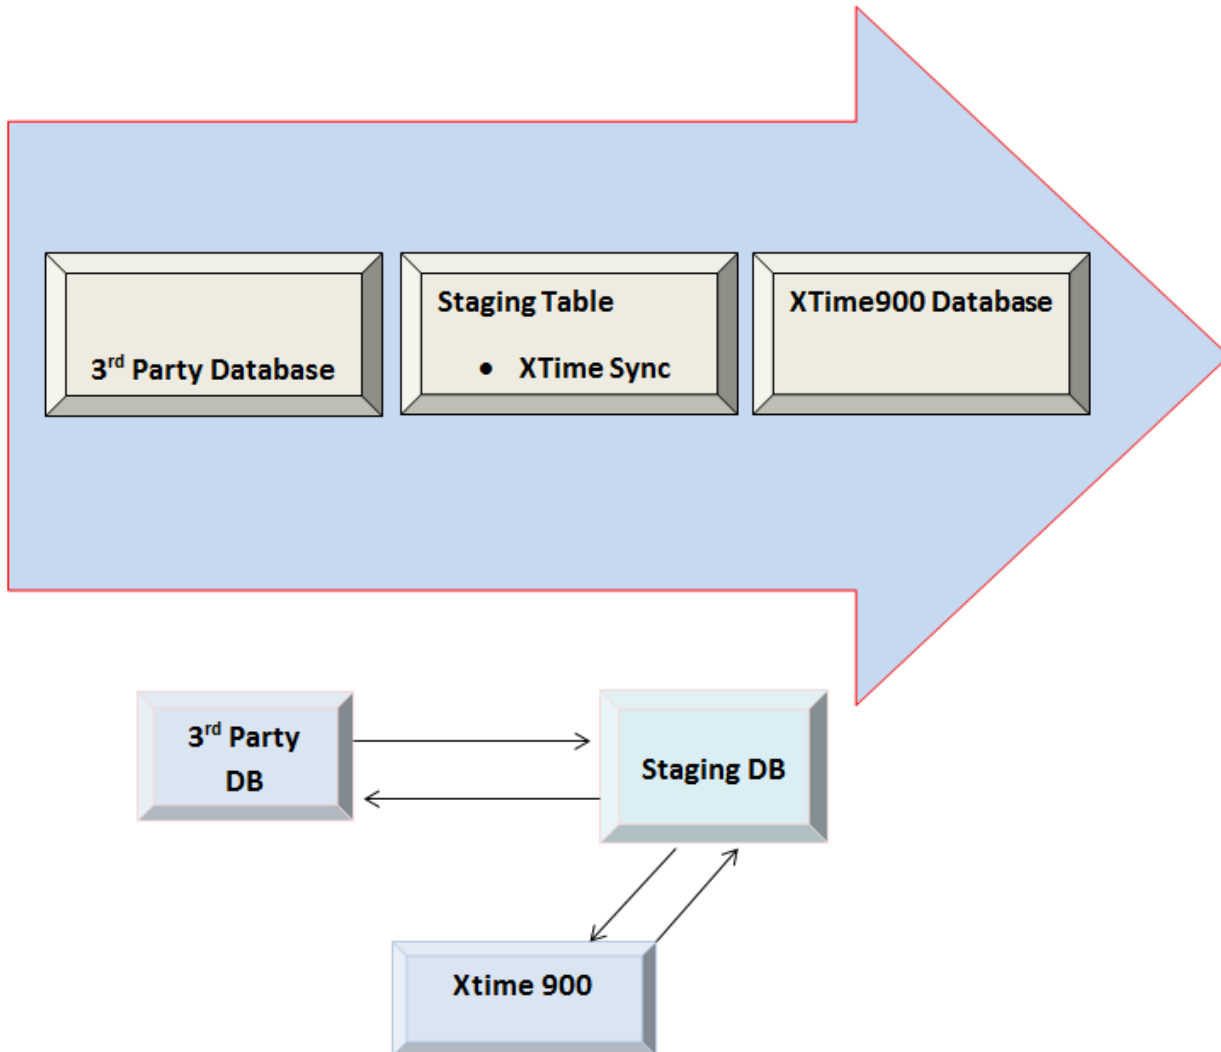 Staging Table
XTime900 Database
3rd Party Database
• XTime Sync
3rd Party
DB
Staging DB
Xtime 900